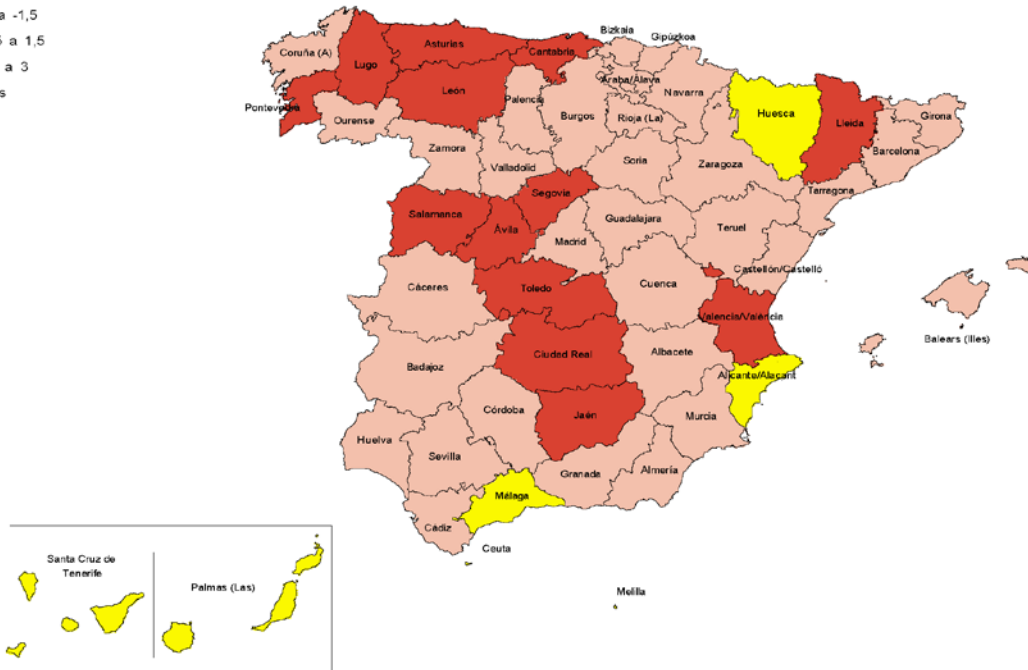 a -1,5
a 1,5
a 3
Bizkaia
Gipúzkoa
Coruña (A)
Asturias
Cantabria
Lugo
Araba/Álava
León
Navarra
Palencia
Pontevedra
Burgos
Rioja (La)
Huesca
Lleida
Girona
Ourense
Barcelona
Zamora
Soria
Zaragoza
Valladolid
Tarragona
Segovia
Salamanca
Guadalajara
Ávila
Teruel
Madrid
Castellón/Castelló
Cáceres
Toledo
Cuenca
Valencia/València
Balears (Illes)
Ciudad Real
Albacete
Badajoz
Alicante/Alacant
Córdoba
Jaén
Murcia
Huelva
Sevilla
Granada
Almería
Málaga
Cádiz
Ceuta
Santa Cruz de
Tenerife
Palmas (Las)
Melilla